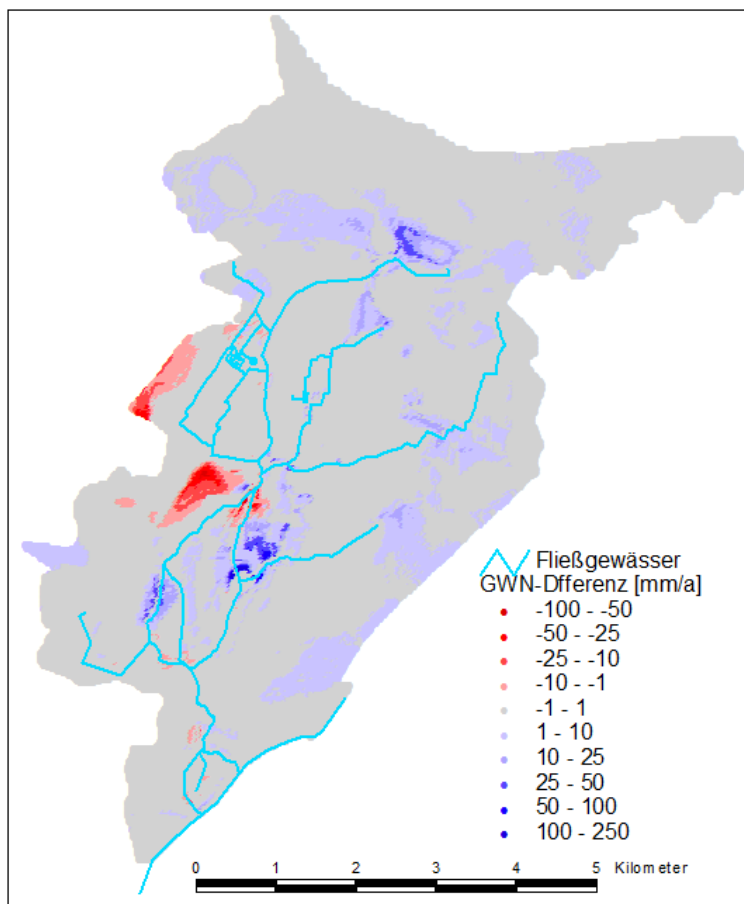 Fließgewässer
GWN-Dfferenz [mm/a]
-100 - -50
-50 - -25
-25 - -10
-10 - -1
-1 - 1
1 - 10
10 - 25
25 - 50
50 - 100
100 - 250
0 1 2 3 4 5 Kilometer